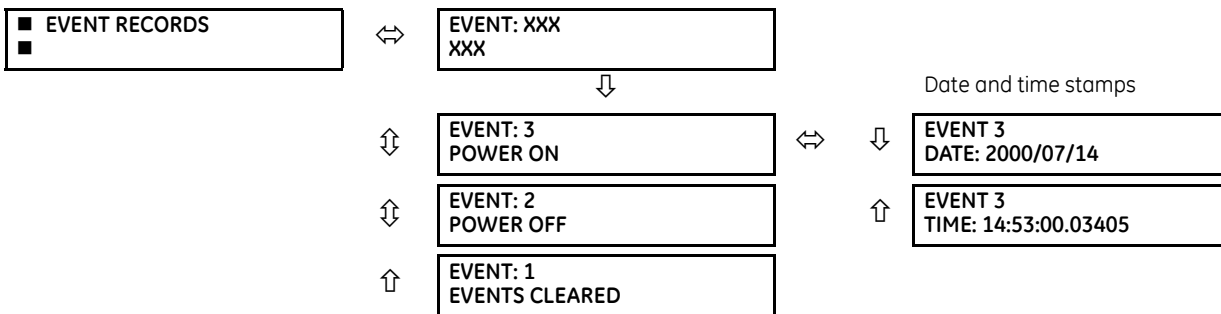 ■ EVENT RECORDS
■
EVENT: XXX
XXX
Date and time stamps
EVENT: 3
POWER ON
EVENT 3
DATE: 2000/07/14
EVENT: 2
POWER OFF
EVENT 3
TIME: 14:53:00.03405
EVENT: 1
EVENTS CLEARED